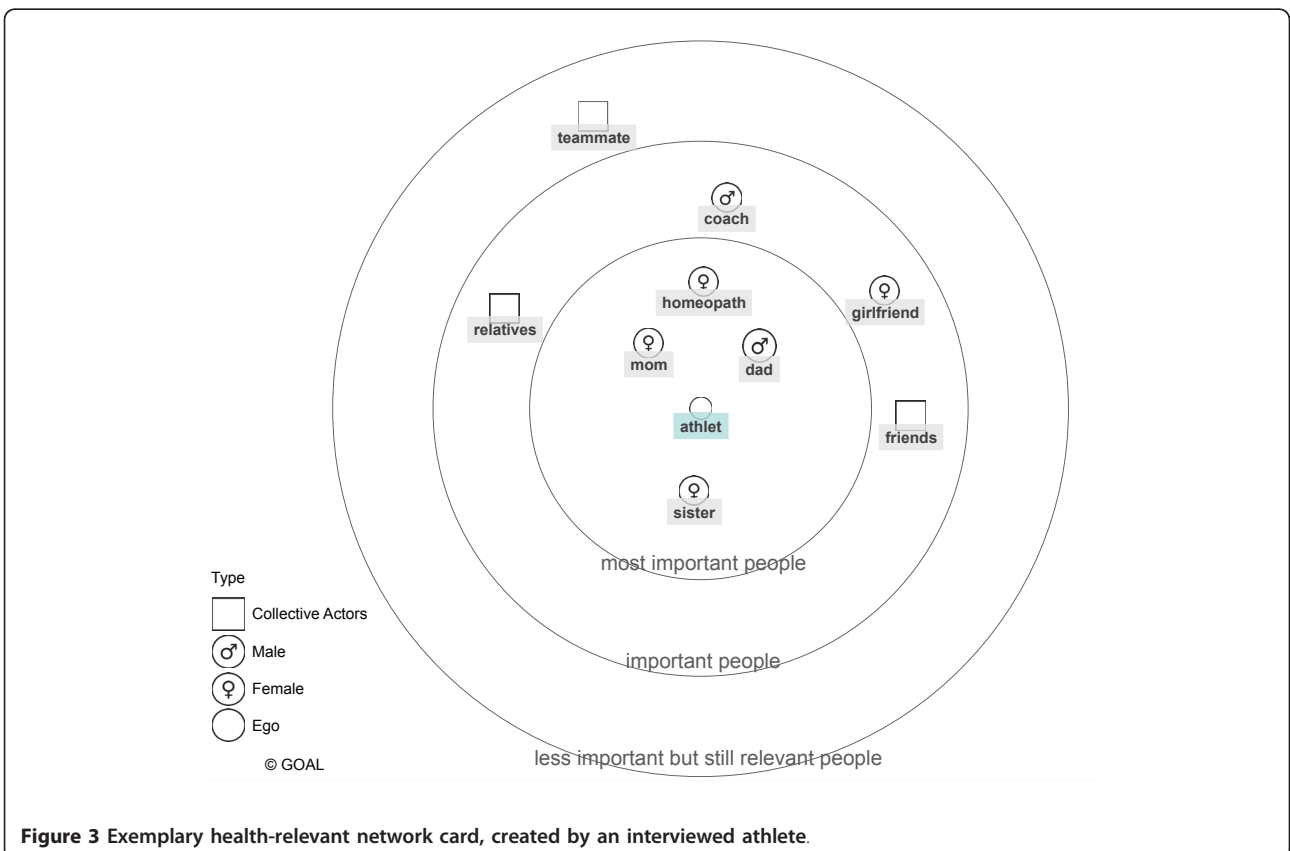 teammate
coach
homeopath
girlfriend
relatives
mom
dad
athlet
friends
sister
most important people
Type
Collective Actors
important people
Male
Female
Ego
less important but still relevant people
© GOAL
Figure 3 Exemplary health-relevant network card, created by an interviewed athlete.